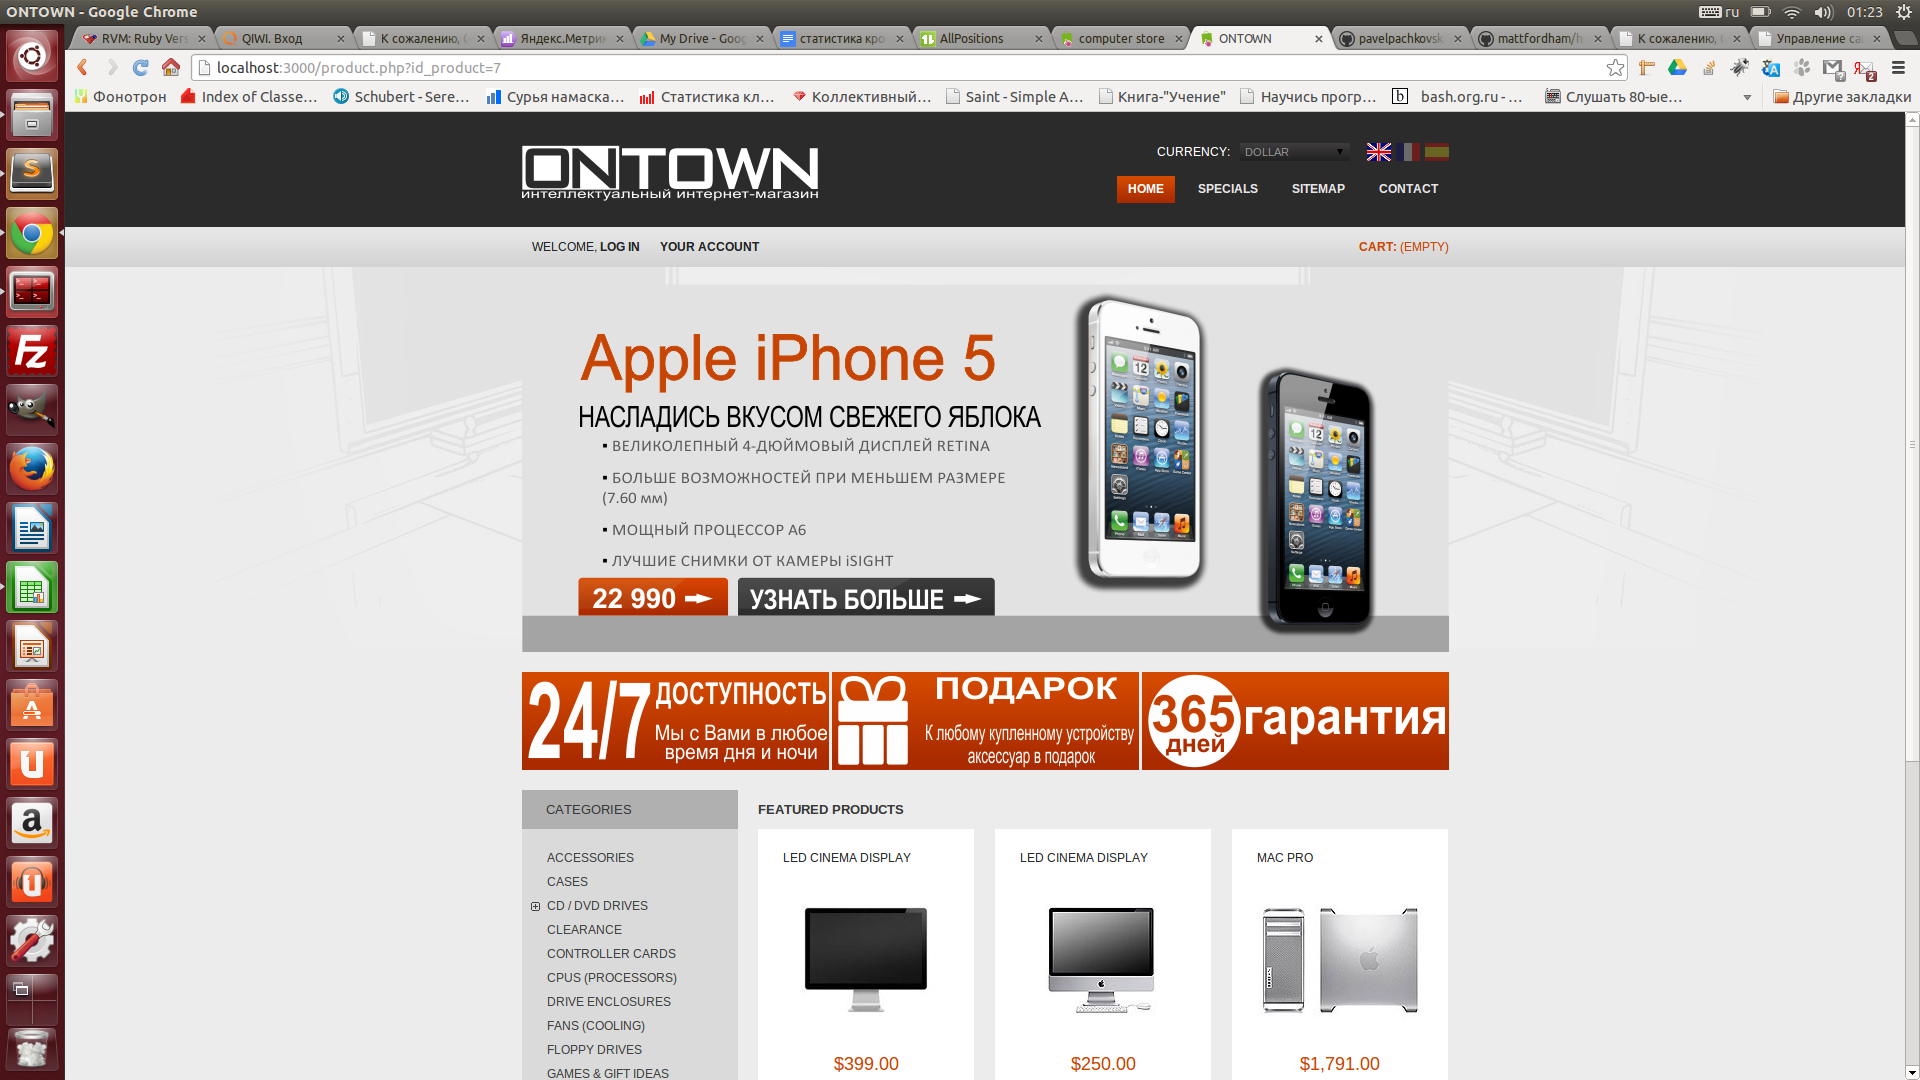 ONTOWN - Google Chrome
ru
01:23
RVM: Ruby Vers
QIWI. Вход
К сожалению,
Яндекс.Метри
My Drive - Goo
статистика кро
AllPositions
computer store
ONTOWN
pavelpachkovsk
mattfordham/
К сожалению,
Управление са
localhost:3000/product.php?id_product=7
Фонотрон
Index of Classe...
Schubert - Sere...
Сурья намаска...
Статистика кл...
Коллективный...
Saint - Simple A...
Книга-"Учение"
Научись прогр...
bash.org.ru - ...
Слушать 80-ые...
Другие закладки
ONTOWN
интеллектуальный интернет-магазин
CURRENCY:
DOLLAR
HOME
SPECIALS
SITEMAP
CONTACT
WELCOME, LOG IN
YOUR ACCOUNT
CART: (EMPTY)
Apple iPhone 5
НАСЛАДИСЬ ВКУСОМ СВЕЖЕГО ЯБЛОКА
▪ ВЕЛИКОЛЕПНЫЙ 4-ДЮЙМОВЫЙ ДИСПЛЕЙ RETINA
▪ БОЛЬШЕ ВОЗМОЖНОСТЕЙ ПРИ МЕНЬШЕМ РАЗМЕРЕ
(7.60 мм)
▪ МОЩНЫЙ ПРОЦЕССОР A6
▪ ЛУЧШИЕ СНИМКИ ОТ КАМЕРЫ iSIGHT
22 990
УЗНАТЬ БОЛЬШЕ
24/7
ДОСТУПНОСТЬ
Мы с Вами в любое
время дня и ночи
ПОДАРОК
К любому купленному устройству
аксессуар в подарок
365
дней
гарантия
CATEGORIES
ACCESSORIES
CASES
CD / DVD DRIVES
CLEARANCE
CONTROLLER CARDS
CPUS (PROCESSORS)
DRIVE ENCLOSURES
FANS (COOLING)
FLOPPY DRIVES
GAMES & GIFT IDEAS
FEATURED PRODUCTS
LED CINEMA DISPLAY
$399.00
LED CINEMA DISPLAY
$250.00
MAC PRO
$1,791.00